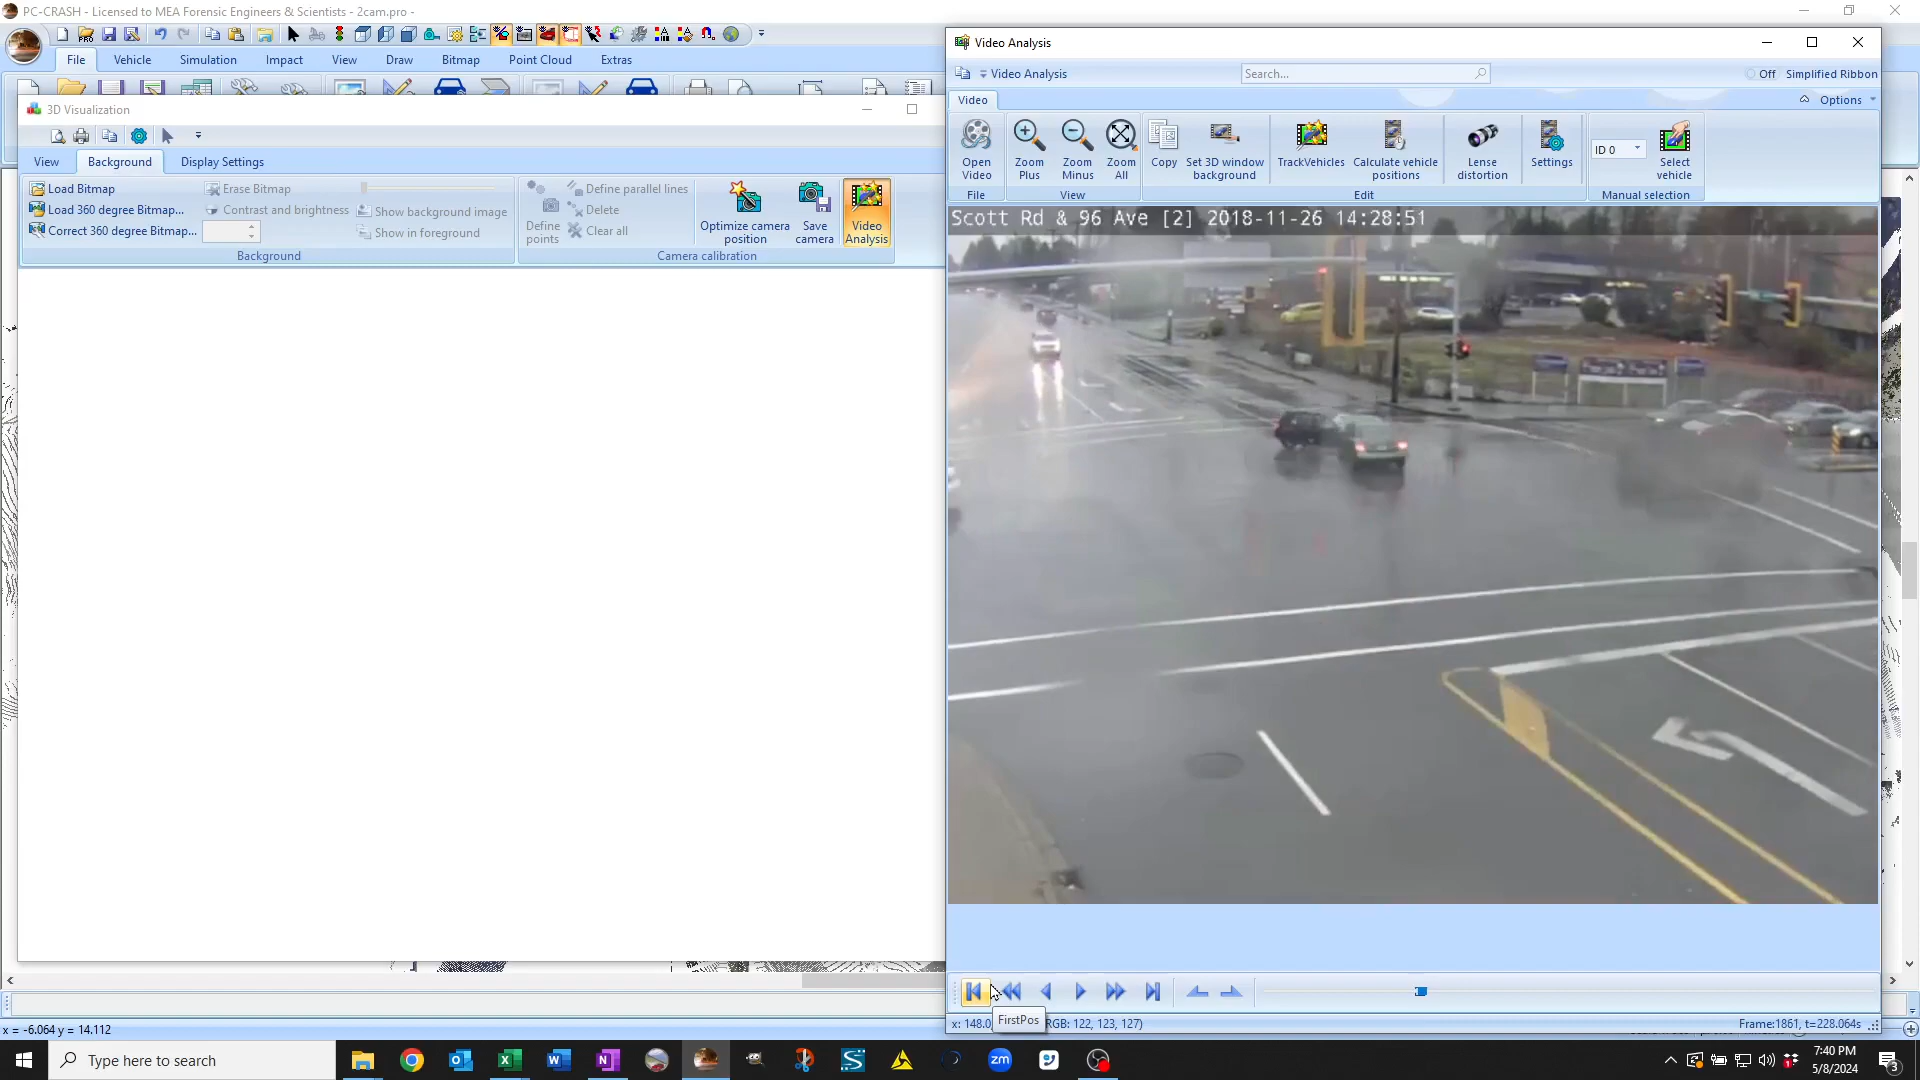 PC-CRASH - Licensed to MEA Forensic Engineers & Scientists - 2cam.pro -
File Vehicle Simulation Impact View Draw Bitmap Point Cloud Extras
3D Visualization
View Background Display Settings
Load Bitmap
Load 360 degree Bitmap...
Correct 360 degree Bitmap...
Erase Bitmap
Contrast and brightness
Show background image
Show in foreground
Background
Define points
Define parallel lines
Delete
Clear all
Optimize camera position
Save camera
Video Analysis
Camera calibration
Video Analysis
Video Analysis
Search...
Off Simplified Ribbon
Video
Options
Open Video
Zoom Plus
Zoom Minus
Zoom All
Copy
Set 3D window background
TrackVehicles
Calculate vehicle positions
Lense distortion
Settings
ID 0
Select vehicle
File View Edit Manual selection
Scott Rd & 96 Ave [2] 2018-11-26 14:28:51
FirstPos
x: 148.0
RGB: 122, 123, 127)
Frame:1861, t=228.064s
x = -6.064 y = 14.112
Type here to search
zm
7:40 PM
5/8/2024
3